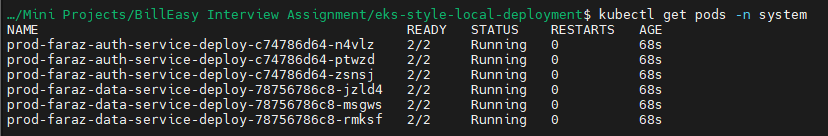 …/Mini Projects/BillEasy Interview Assignment/eks-style-local-deployment$ kubectl get pods -n system
NAME READY STATUS RESTARTS AGE
prod-faraz-auth-service-deploy-c74786d64-n4vlz 2/2 Running 0 68s
prod-faraz-auth-service-deploy-c74786d64-ptwzd 2/2 Running 0 68s
prod-faraz-auth-service-deploy-c74786d64-zsnsj 2/2 Running 0 68s
prod-faraz-data-service-deploy-78756786c8-jzld4 2/2 Running 0 68s
prod-faraz-data-service-deploy-78756786c8-msgws 2/2 Running 0 68s
prod-faraz-data-service-deploy-78756786c8-rmksf 2/2 Running 0 68s